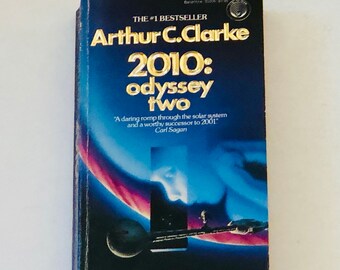 THE #1 BESTSELLER
Arthur C. Clarke
2010:
odyssey
two
"A daring romp through the solar system
and a worthy successor to 2001"
Carl Sagan